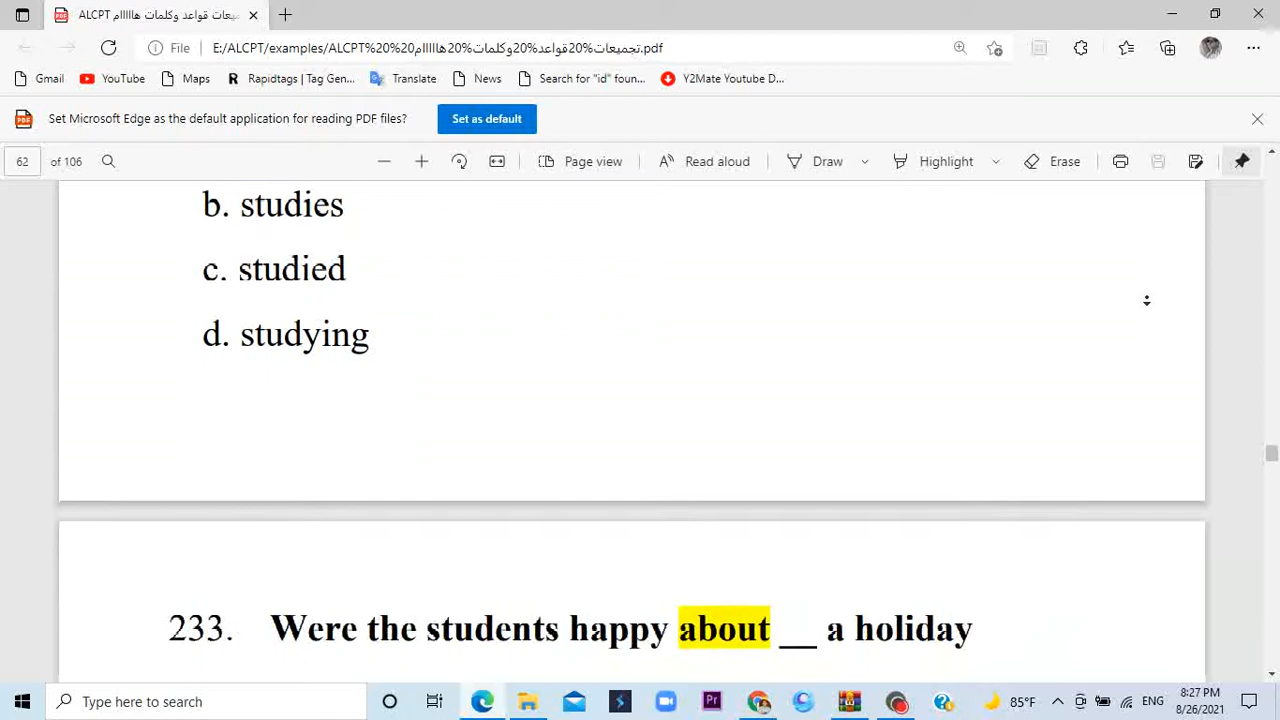 ALCPT تجميعات قواعد وكلمات هاااااام
File E:/ALCPT/examples/ALCPT%20%20تجميعات%20قواعد%20وكلمات%20هاااااام.pdf
Gmail YouTube Maps Rapidtags | Tag Gen... Translate News Search for "id" foun... Y2Mate Youtube D...
Set Microsoft Edge as the default application for reading PDF files? Set as default
62 of 106 Page view Read aloud Draw Highlight Erase
b. studies
c. studied
d. studying
233. Were the students happy about __ a holiday
Type here to search 85°F 8:27 PM
8/26/2021